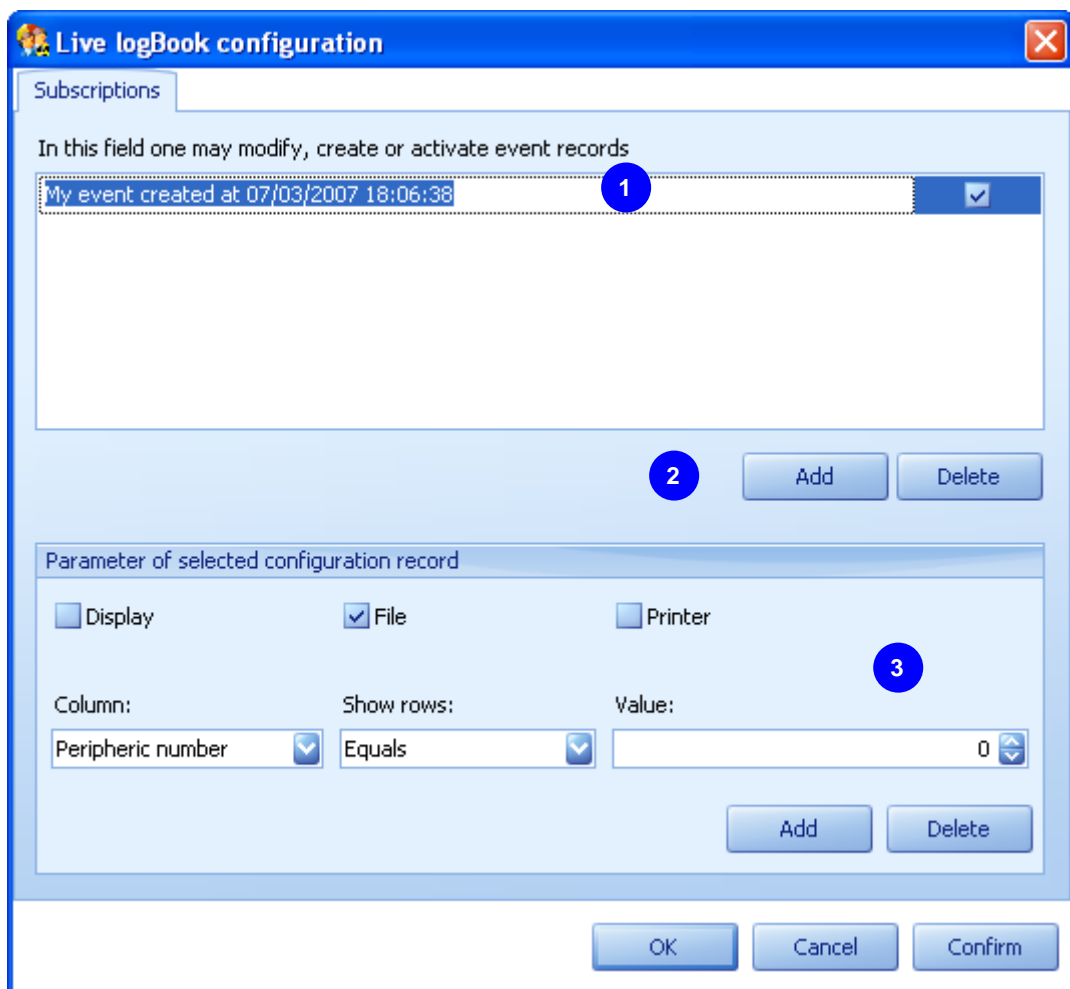 Live logBook configuration
Subscriptions
In this field one may modify, create or activate event records
My event created at 07/03/2007 18:06:38
1
2
Add Delete
Parameter of selected configuration record
Display File Printer
3
Column: Show rows: Value:
Peripheric number Equals 0
Add Delete
OK Cancel Confirm